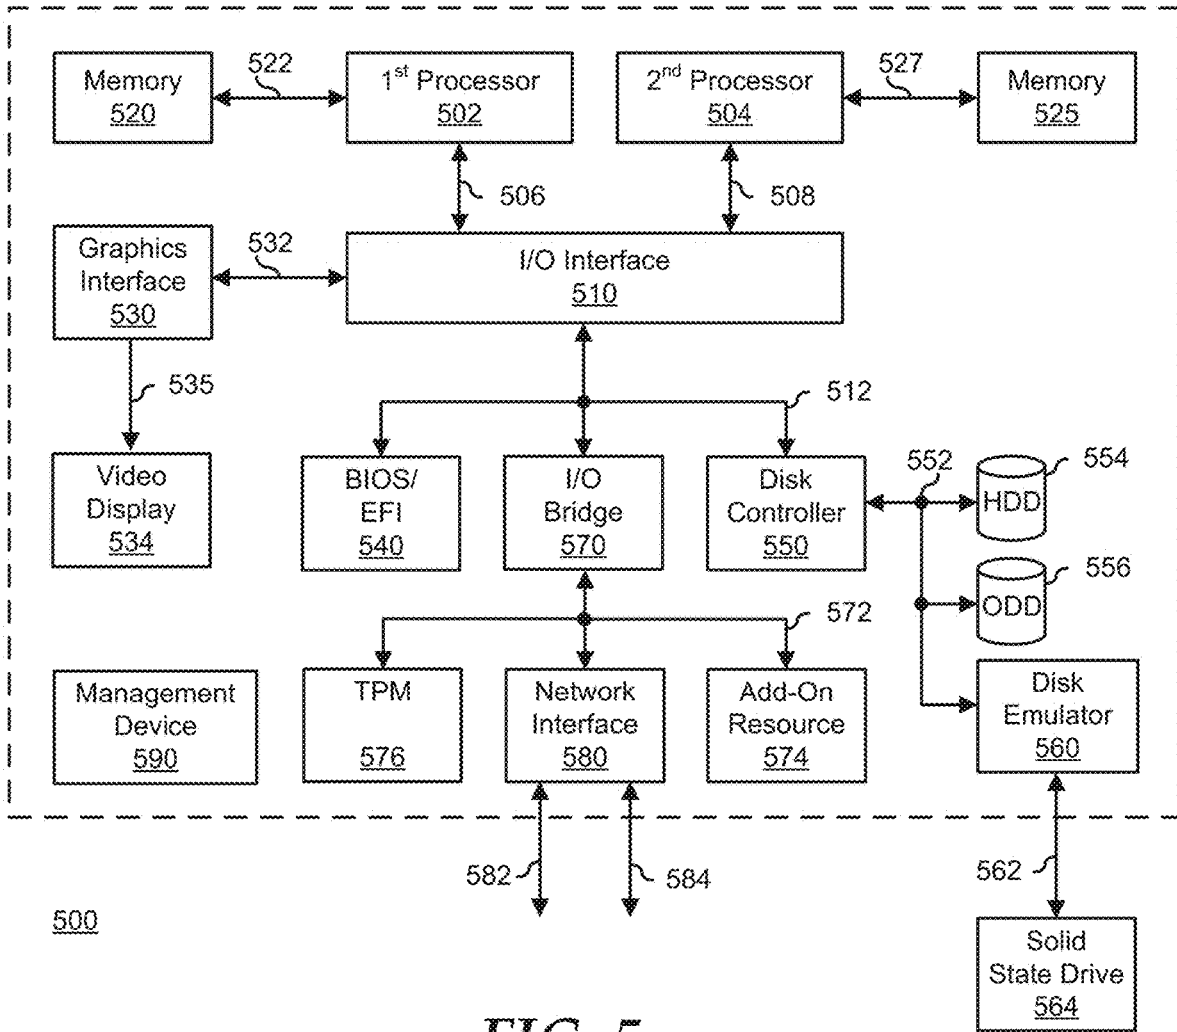 Memory
520
522
1st Processor
502
2nd Processor
504
527
Memory
525
506
508
Graphics
Interface
530
532
I/O Interface
510
535
512
Video
Display
534
BIOS/
EFI
540
I/O
Bridge
570
Disk
Controller
550
552
HDD
554
ODD
556
572
Management
Device
590
TPM
576
Network
Interface
580
Add-On
Resource
574
Disk
Emulator
560
582
584
562
500
Solid
State Drive
564
FIG. 5